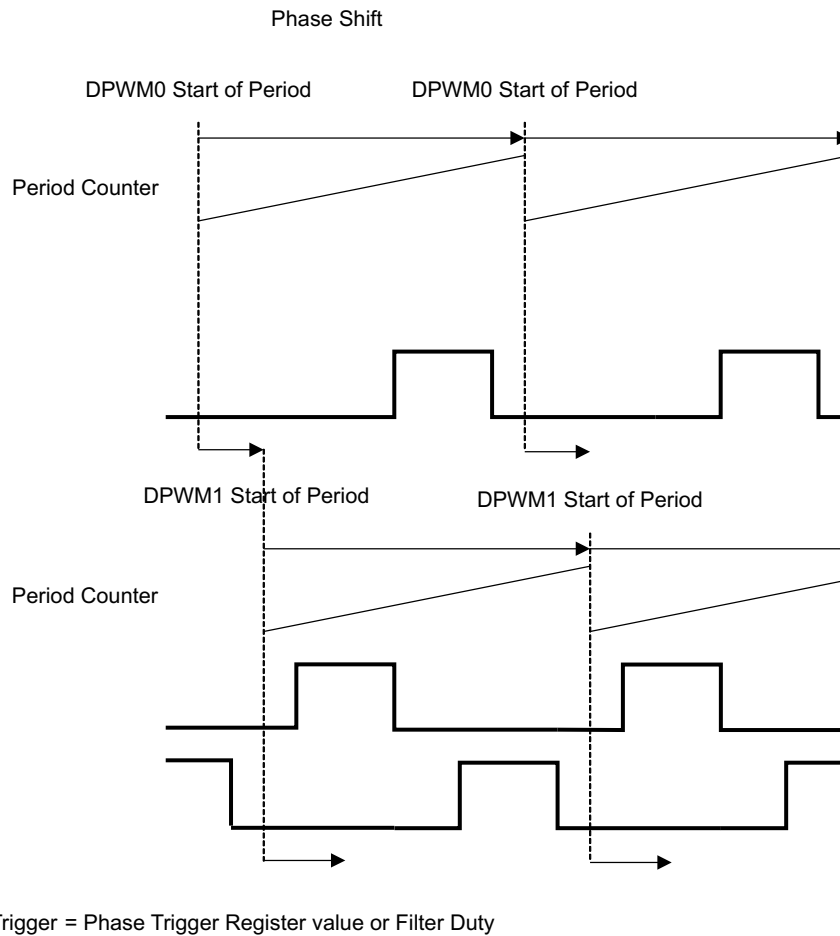 Phase Shift
DPWM0 Start of Period
DPWM0 Start of Period
Period Counter
DPWM1 Start of Period
DPWM1 Start of Period
Period Counter
= Phase Trigger Register value or Filter Duty